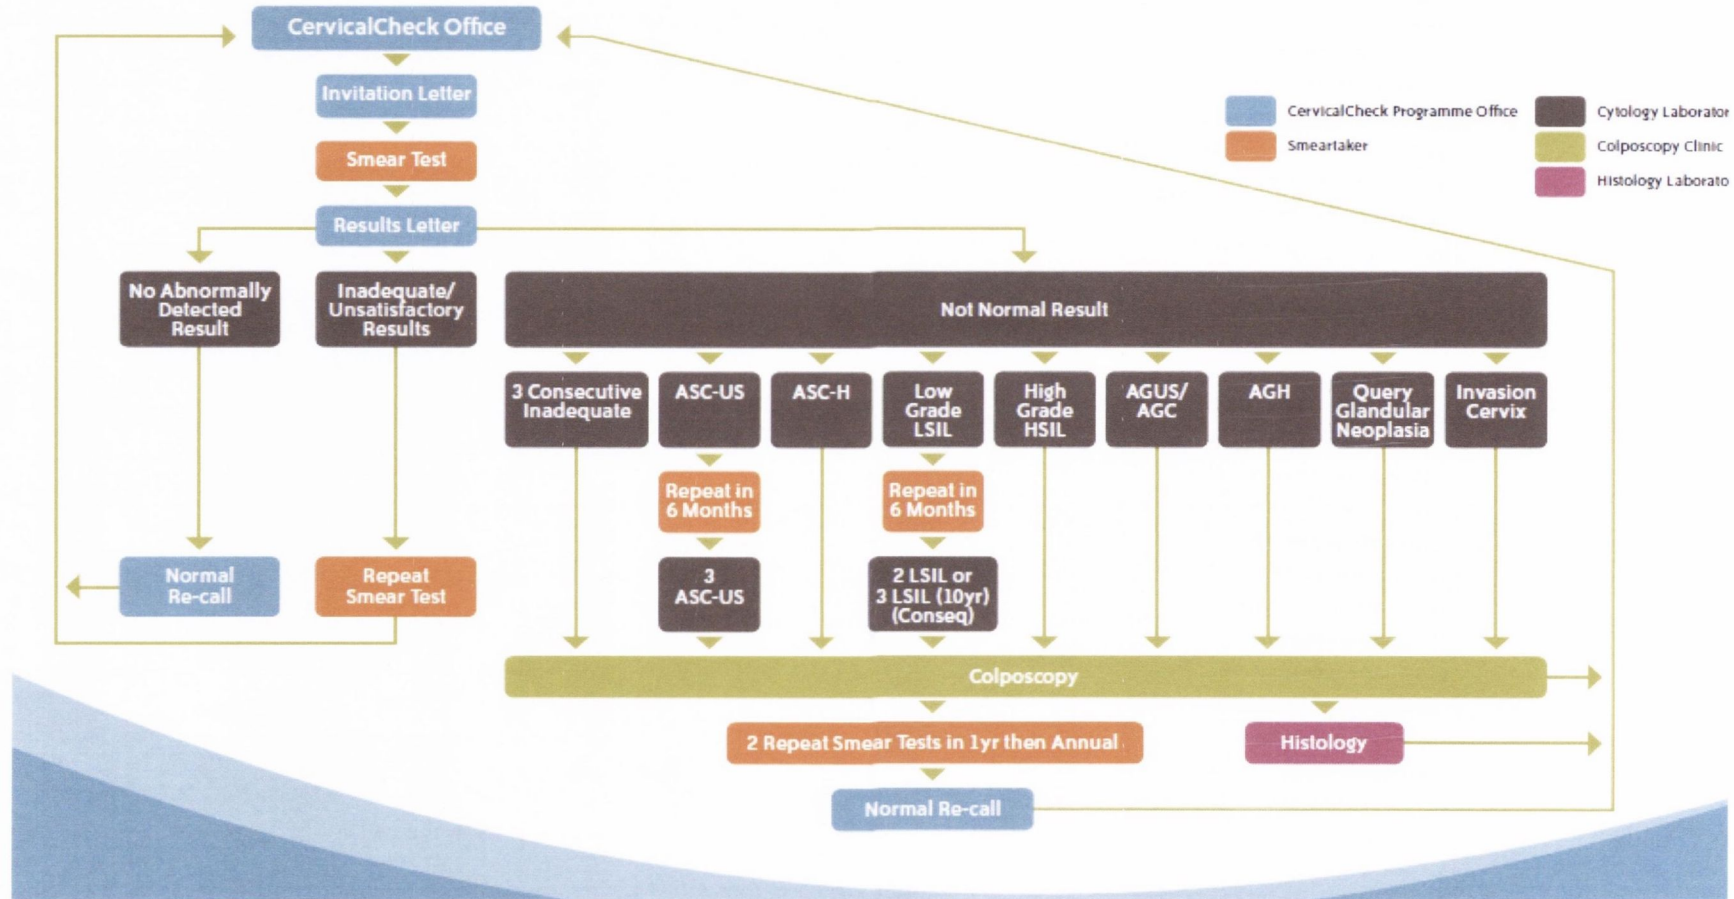 CervicalCheck Office
Invitation Letter
Smear Test
Results Letter
CervicalCheck Programme Office
Smeartaker
Cytology Laborator
Colposcopy Clinic
Histology Laborato
No Abnormally
Detected
Result
Inadequate/
Unsatisfactory
Results
Not Normal Result
3 Consecutive
Inadequate
ASC-US
ASC-H
Low
Grade
LSIL
High
Grade
HSIL
AGUS/
AGC
AGH
Query
Glandular
Neoplasia
Invasion
Cervix
Repeat in
6 Months
Repeat in
6 Months
Normal
Re-call
Repeat
Smear Test
3
ASC-US
2 LSIL or
3 LSIL (10yr)
(Conseq)
Colposcopy
2 Repeat Smear Tests in 1yr then Annual
Histology
Normal Re-call